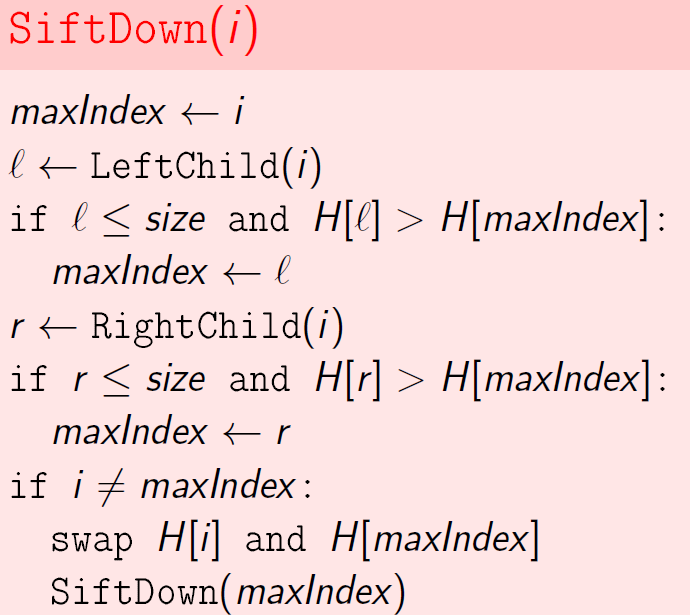 SiftDown(i)
maxIndex ← i
ℓ ← LeftChild(i)
if ℓ ≤ size and H[ℓ] > H[maxIndex]:
maxIndex ← ℓ
r ← RightChild(i)
if r ≤ size and H[r] > H[maxIndex]:
maxIndex ← r
if i ≠ maxIndex:
swap H[i] and H[maxIndex]
SiftDown(maxIndex)